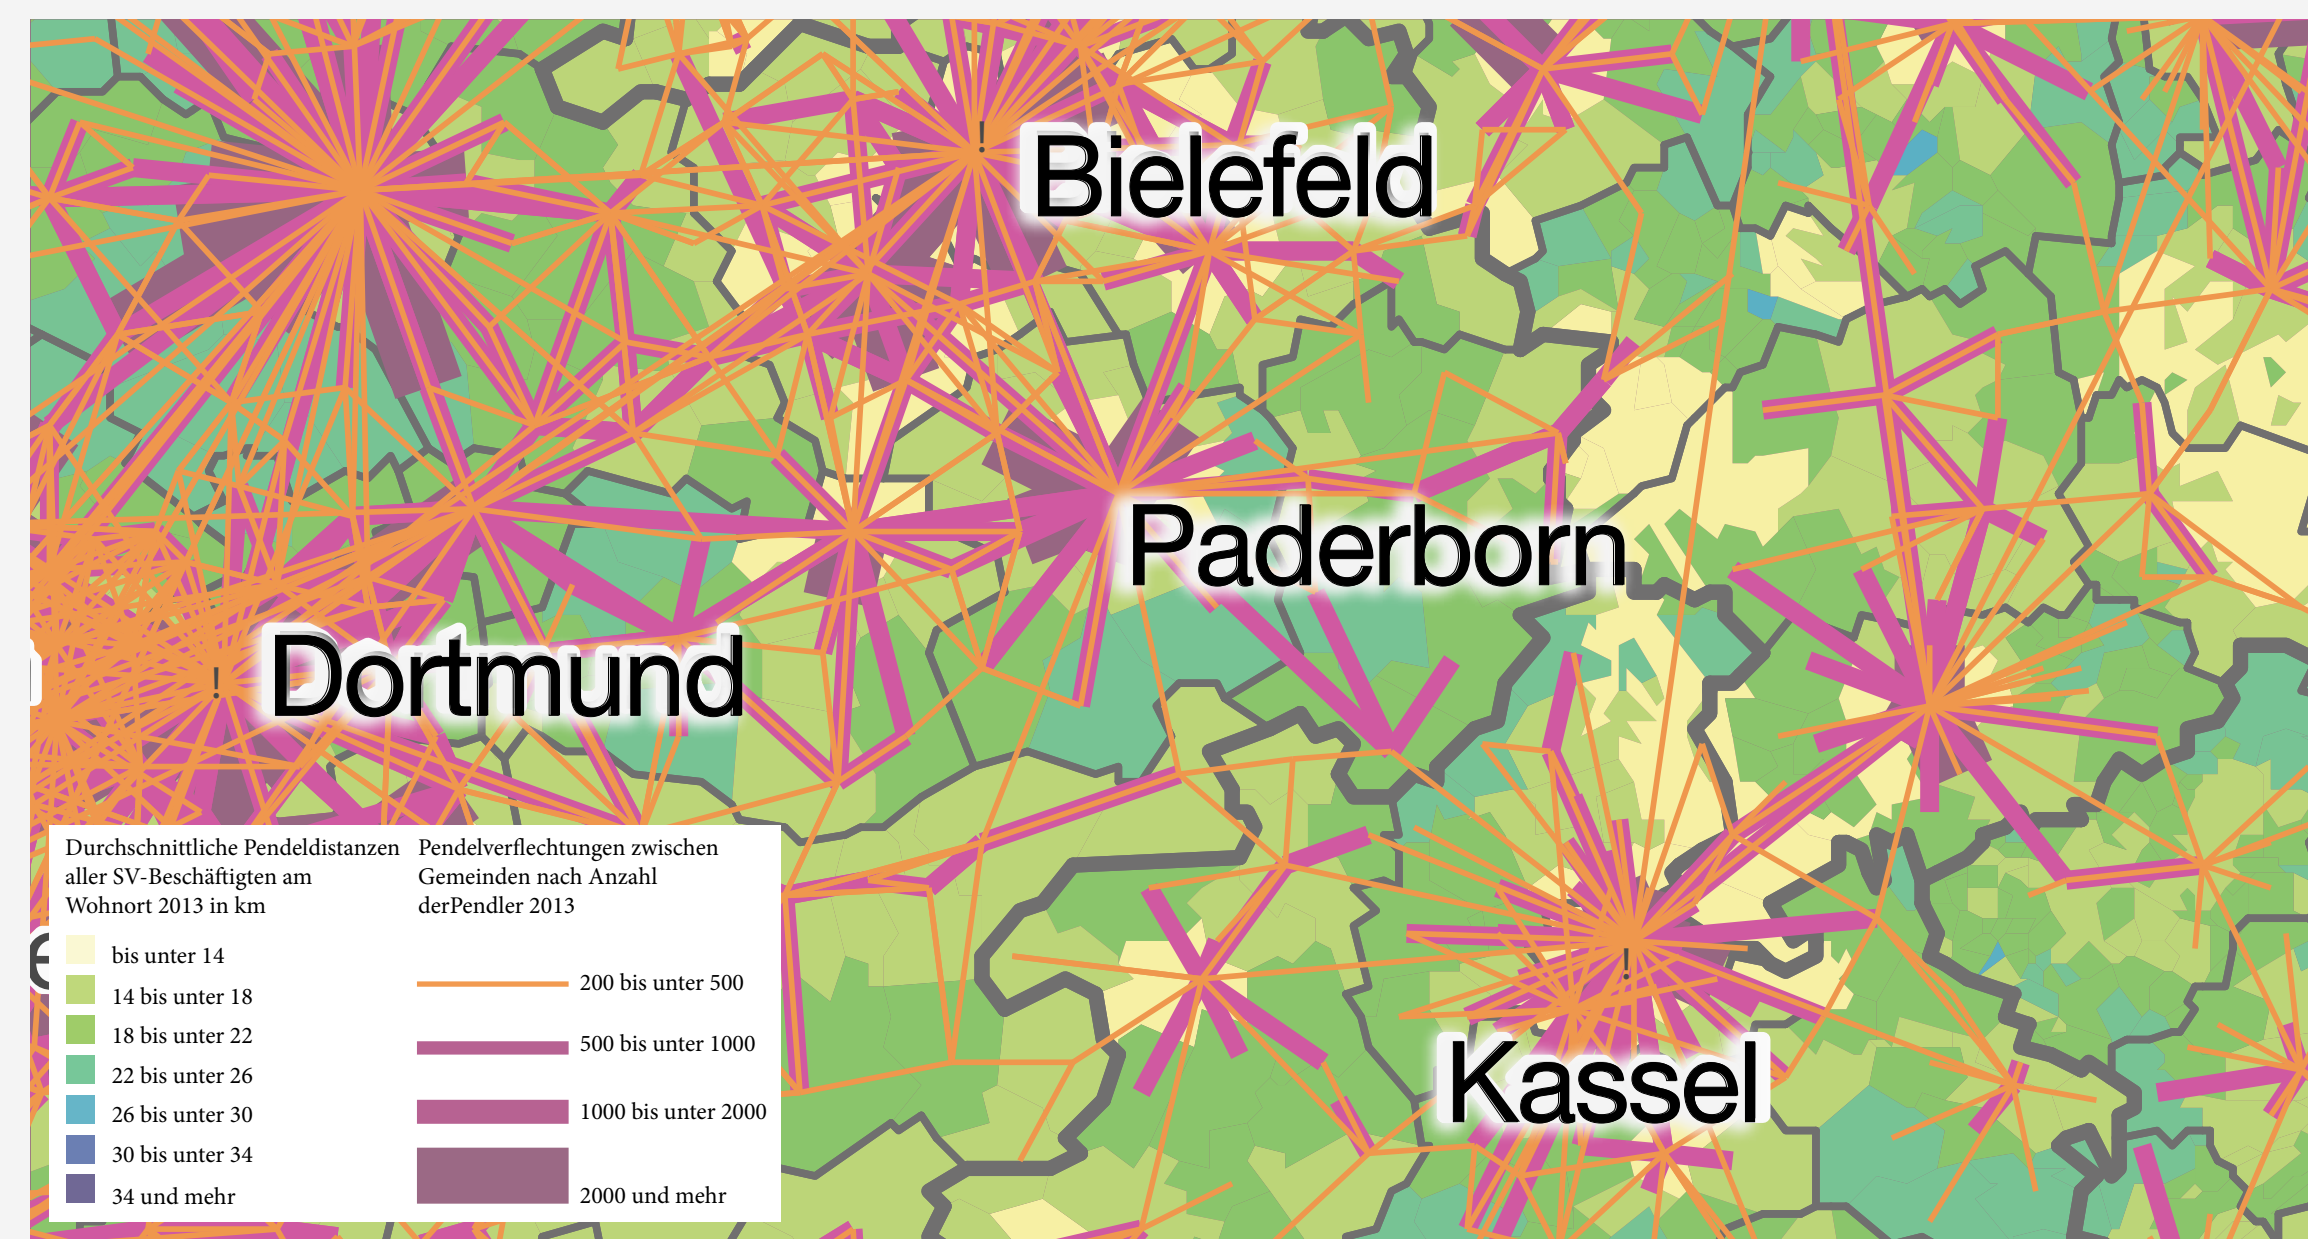 Bielefeld
Paderborn
Dortmund
Kassel
Durchschnittliche Pendeldistanzen
aller SV-Beschäftigten am
Wohnort 2013 in km
bis unter 14
14 bis unter 18
18 bis unter 22
22 bis unter 26
26 bis unter 30
30 bis unter 34
34 und mehr
Pendelverflechtungen zwischen
Gemeinden nach Anzahl
derPendler 2013
200 bis unter 500
500 bis unter 1000
1000 bis unter 2000
2000 und mehr